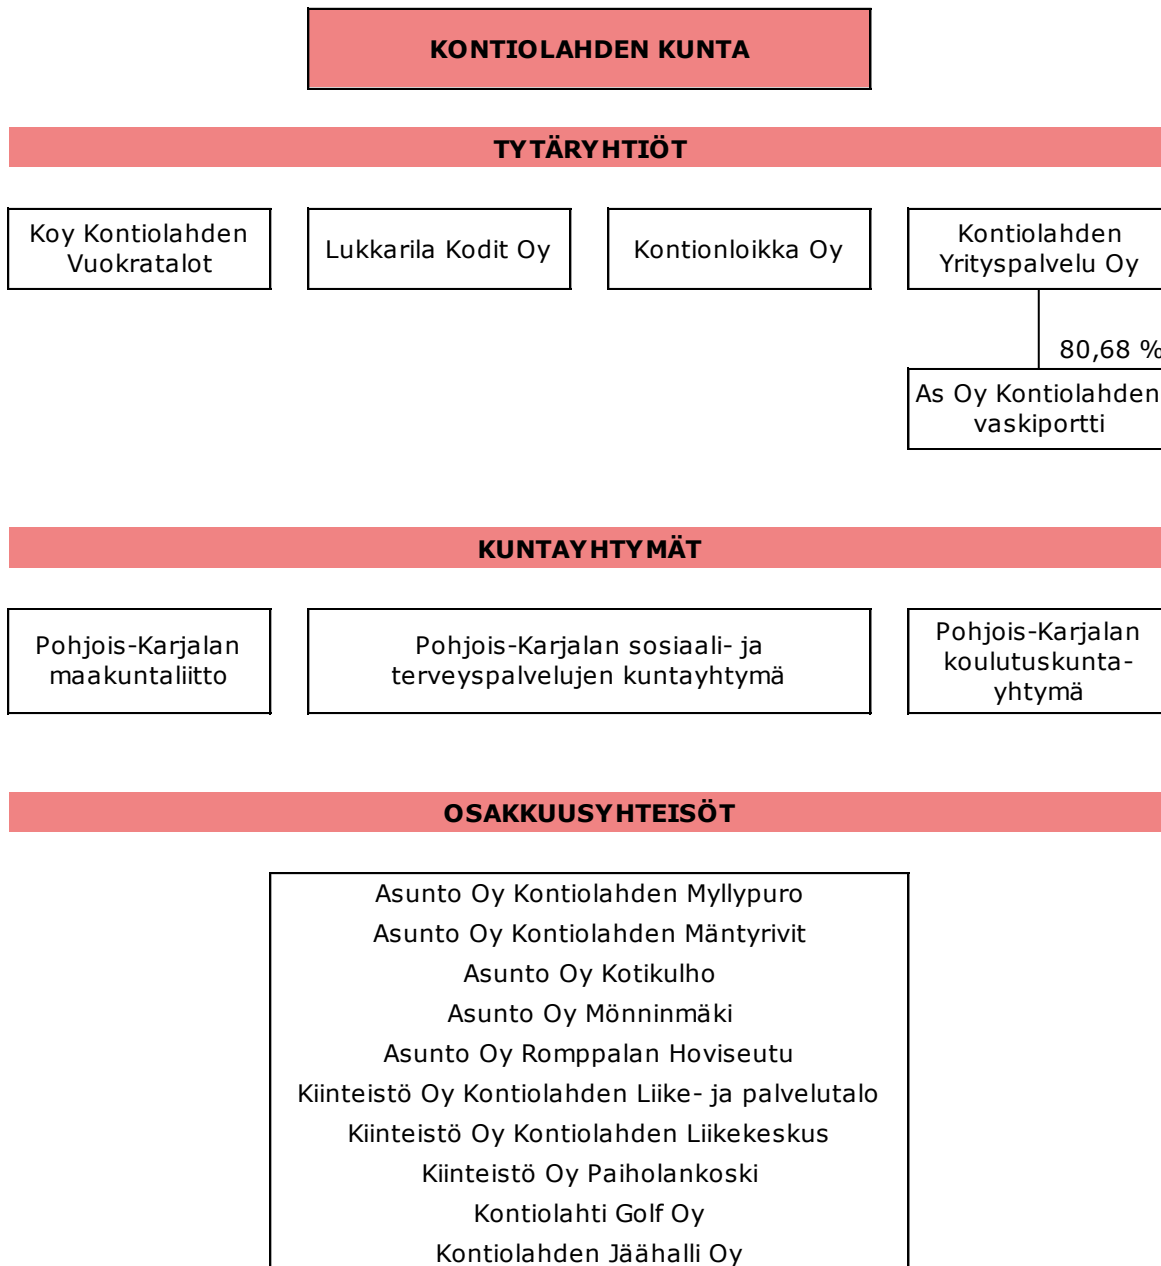 KONTIOLAHDEN KUNTA
TYTÄRYHTIÖT
Koy Kontiolahden
Vuokratalot
Lukkarila Kodit Oy
Kontionloikka Oy
Kontiolahden
Yrityspalvelu Oy
80,68 %
As Oy Kontiolahden
vaskiportti
KUNTAYHTYMÄT
Pohjois-Karjalan
maakuntaliitto
Pohjois-Karjalan sosiaali- ja
terveyspalvelujen kuntayhtymä
Pohjois-Karjalan
koulutuskunta-
yhtymä
OSAKKUUSYHTEISÖT
Asunto Oy Kontiolahden Myllypuro
Asunto Oy Kontiolahden Mäntyrivit
Asunto Oy Kotikulho
Asunto Oy Mönninmäki
Asunto Oy Romppalan Hoviseutu
Kiinteistö Oy Kontiolahden Liike- ja palvelutalo
Kiinteistö Oy Kontiolahden Liikekeskus
Kiinteistö Oy Paiholankoski
Kontiolahti Golf Oy
Kontiolahden Jäähalli Oy